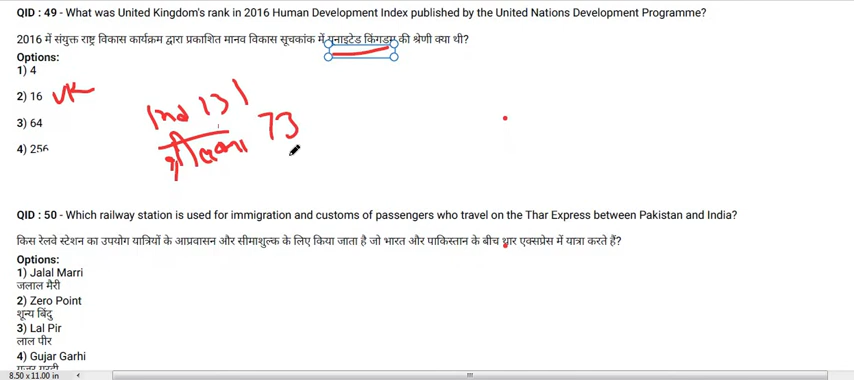 QID : 49 - What was United Kingdom's rank in 2016 Human Development Index published by the United Nations Development Programme?
2016 में संयुक्त राष्ट्र विकास कार्यक्रम द्वारा प्रकाशित मानव विकास सूचकांक में यूनाइटेड किंगडम की श्रेणी क्या थी?
Options:
1) 4
2) 16 UK
3) 64
4) 256
Ind 131
श्रीलंका 73
QID : 50 - Which railway station is used for immigration and customs of passengers who travel on the Thar Express between Pakistan and India?
किस रेलवे स्टेशन का उपयोग यात्रियों के आप्रवासन और सीमाशुल्क के लिए किया जाता है जो भारत और पाकिस्तान के बीच थार एक्सप्रेस में यात्रा करते हैं?
Options:
1) Jalal Marri
जलाल मैरी
2) Zero Point
शून्य बिंदु
3) Lal Pir
लाल पीर
4) Gujar Garhi
8.50 x 11.00 in